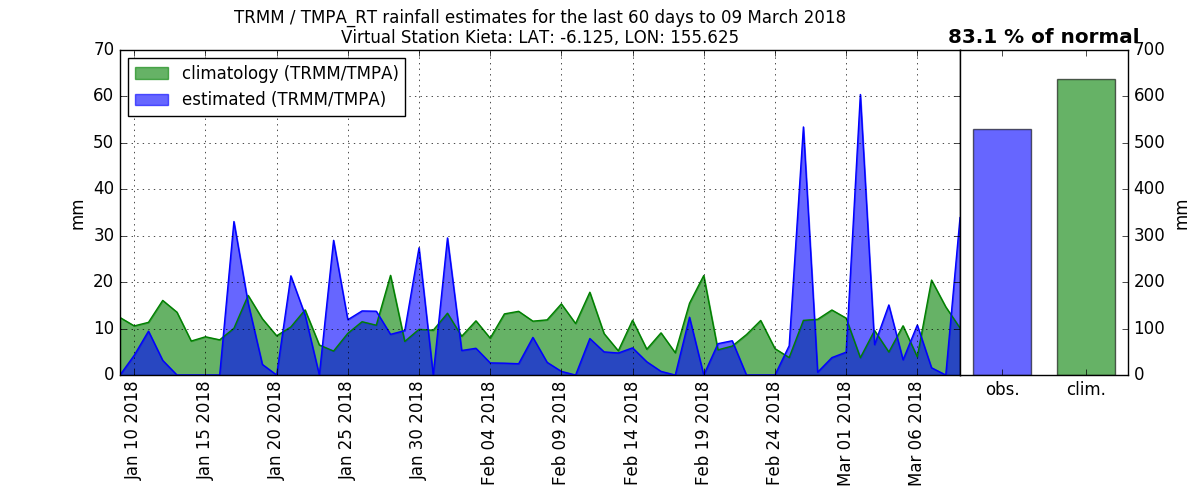 TRMM / TMPA_RT rainfall estimates for the last 60 days to 09 March 2018
Virtual Station Kieta: LAT: -6.125, LON: 155.625
83.1 % of normal
climatology (TRMM/TMPA)
estimated (TRMM/TMPA)
mm
70
60
50
40
30
20
10
0
Jan 10 2018
Jan 15 2018
Jan 20 2018
Jan 25 2018
Jan 30 2018
Feb 04 2018
Feb 09 2018
Feb 14 2018
Feb 19 2018
Feb 24 2018
Mar 01 2018
Mar 06 2018
obs.
clim.
700
600
500
400
300
200
100
0
mm